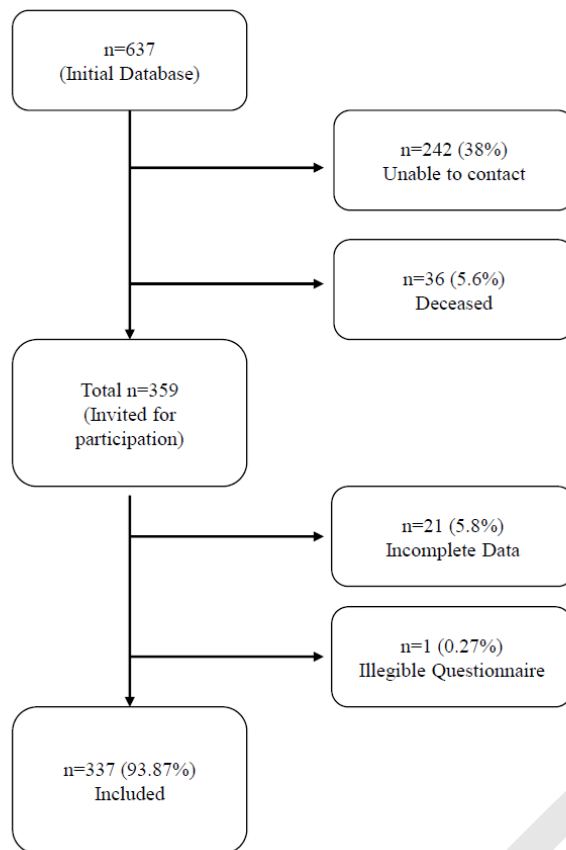 n=637
(Initial Database)
n=242 (38%)
Unable to contact
n=36 (5.6%)
Deceased
Total n=359
(Invited for
participation)
n=21 (5.8%)
Incomplete Data
n=1 (0.27%)
Illegible Questionnaire
n=337 (93.87%)
Included